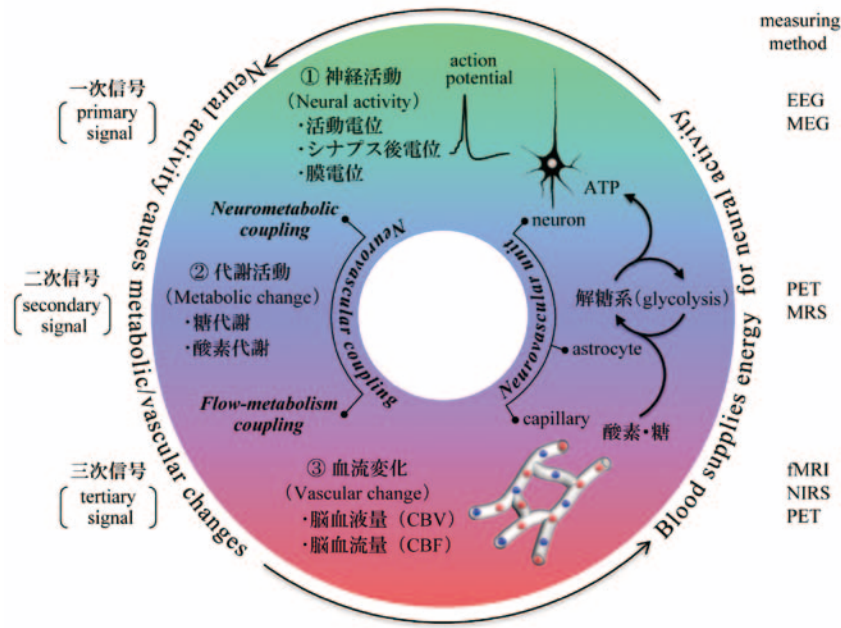 measuring
method
一次信号
primary
signal
① 神経活動
(Neural activity)
・活動電位
・シナプス後電位
・膜電位
action
potential
EEG
MEG
ATP
neuron
Neurometabolic
coupling
Neurovascular coupling
Neurovascular unit
二次信号
secondary
signal
② 代謝活動
(Metabolic change)
・糖代謝
・酸素代謝
解糖系(glycolysis)
PET
MRS
astrocyte
Flow-metabolism
coupling
capillary
酸素・糖
三次信号
tertiary
signal
③ 血流変化
(Vascular change)
・脳血液量（CBV）
・脳血流量（CBF）
fMRI
NIRS
PET
Neural activity causes metabolic/vascular changes
Blood supplies energy for neural activity